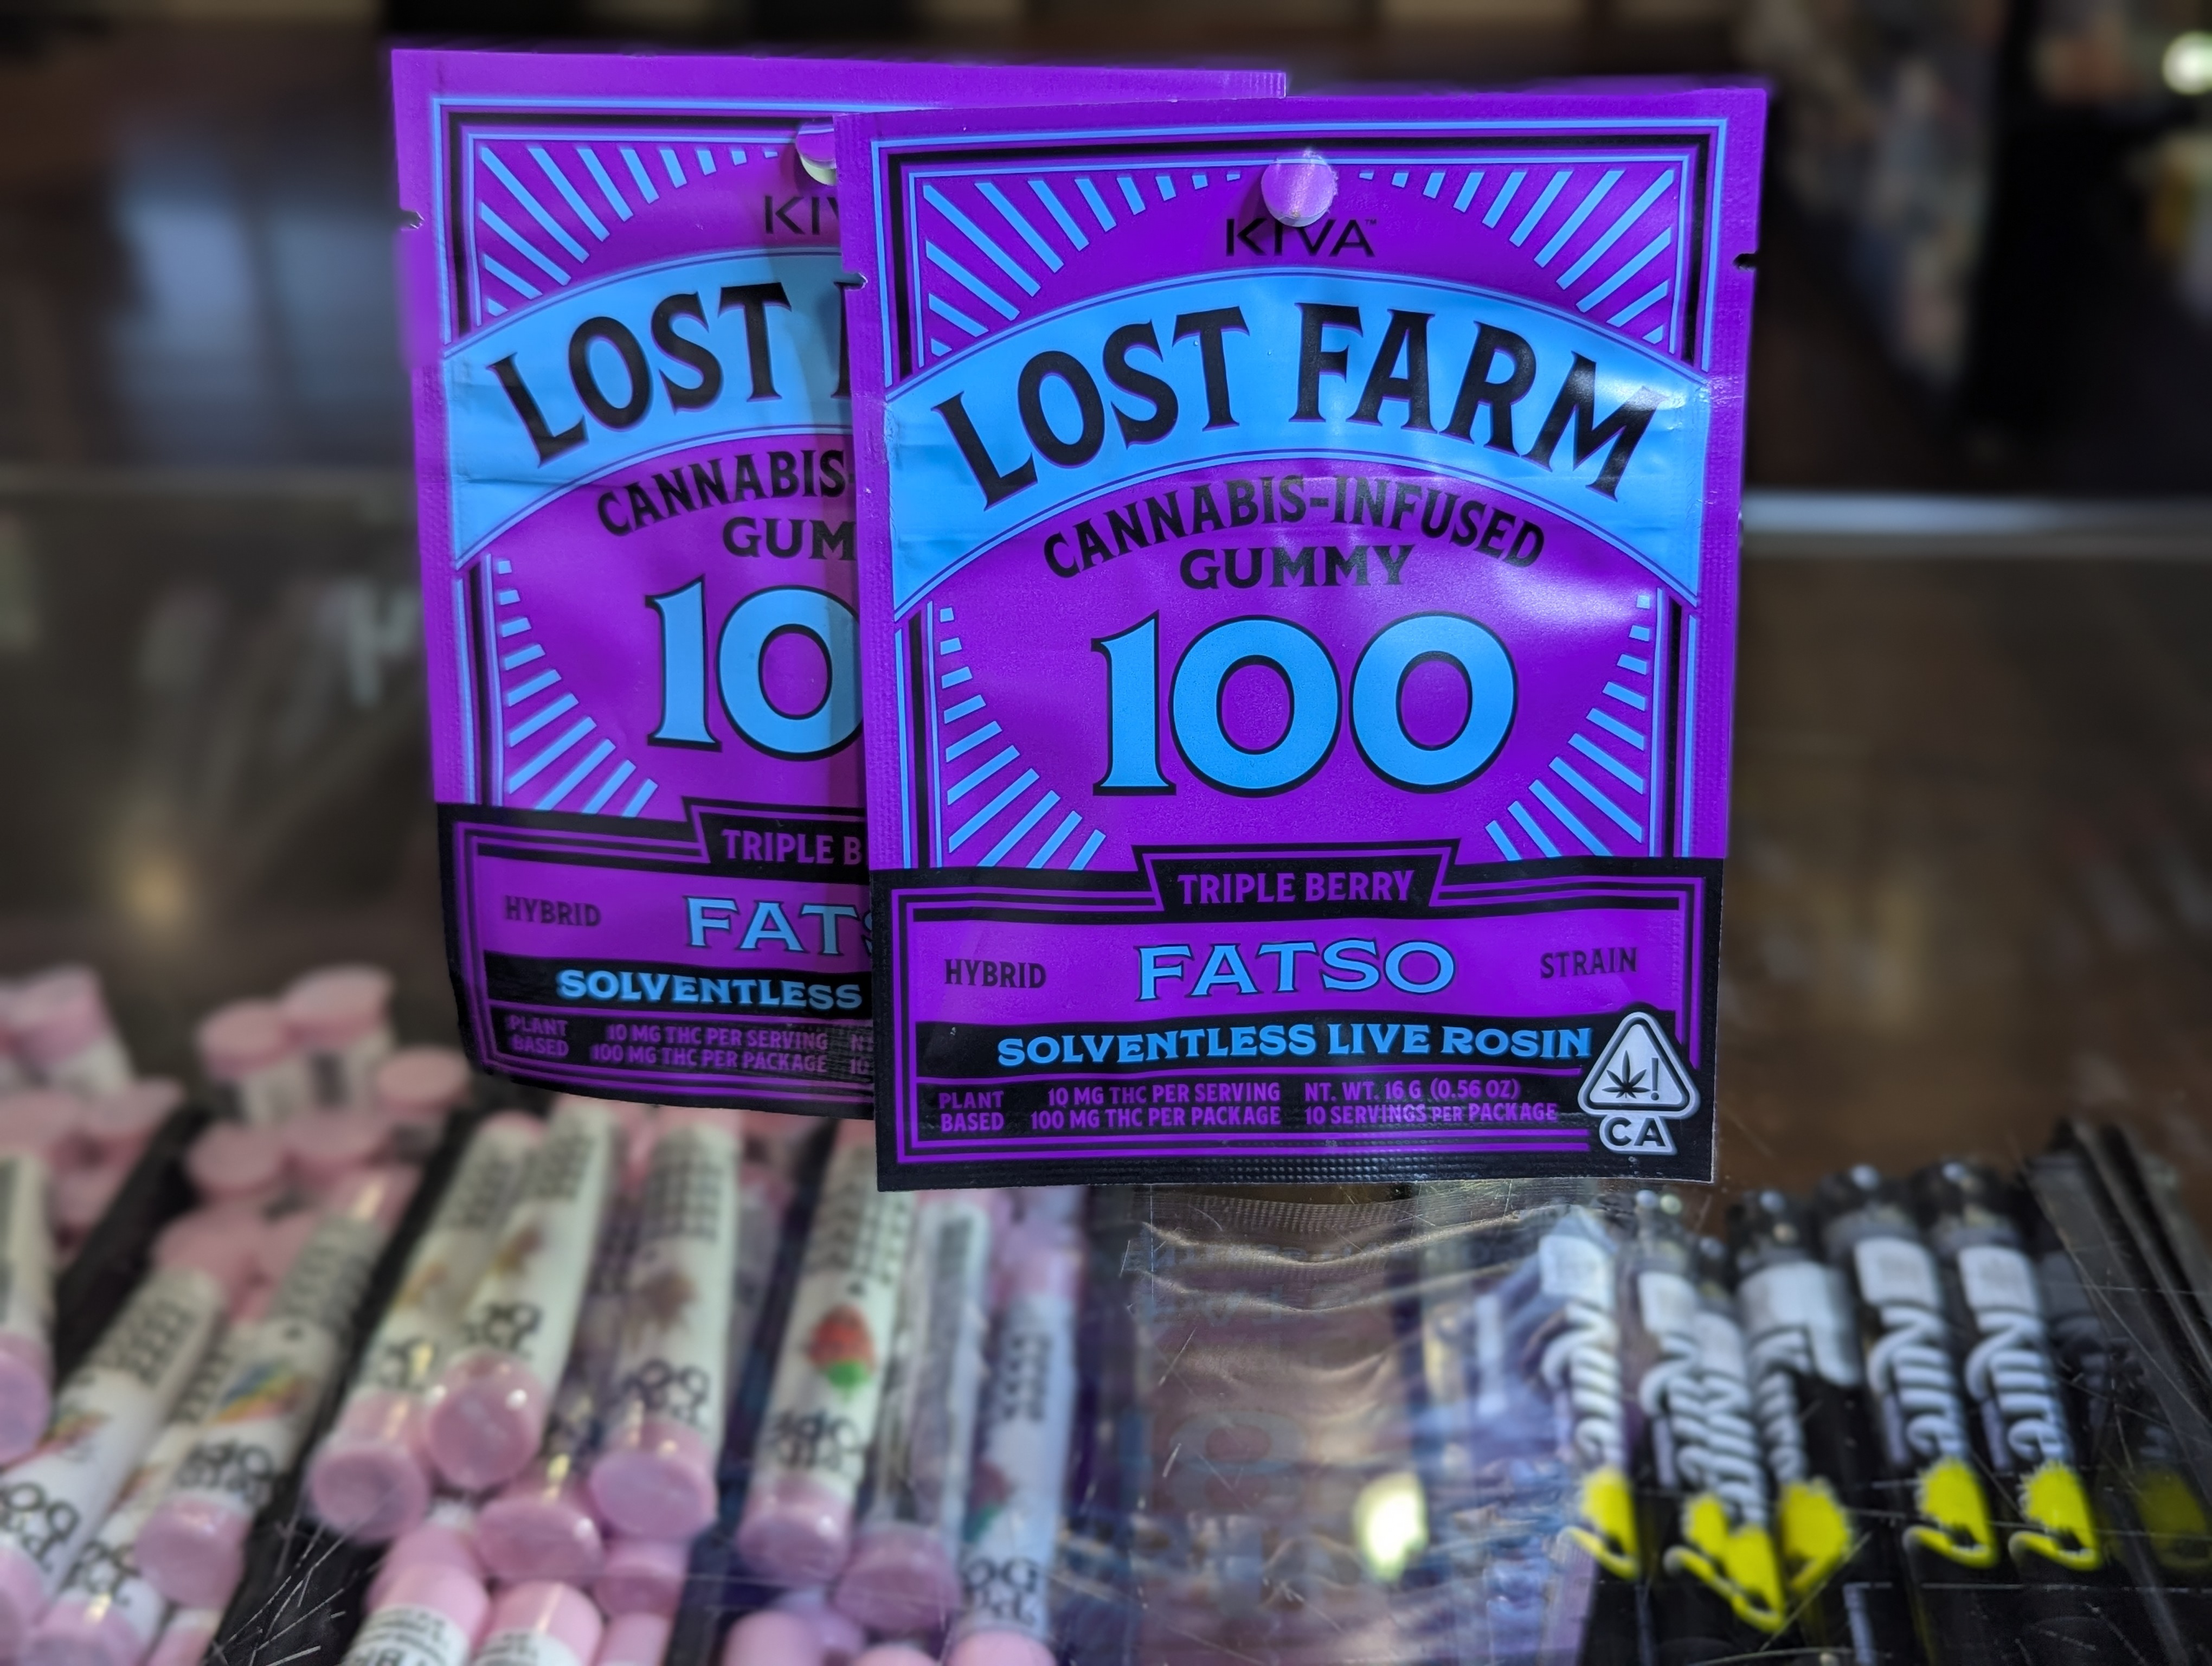 KIV
LOST
CANNABIS-
GUM
10
TRIPLE B
HYBRID
FATS
SOLVENTLESS
PLANT
BASED
10 MG THC PER SERVING
100 MG THC PER PACKAGE
10
KIVA™
LOST FARM
CANNABIS-INFUSED
GUMMY
100
TRIPLE BERRY
HYBRID
FATSO
STRAIN
SOLVENTLESS LIVE ROSIN
PLANT
BASED
10 MG THC PER SERVING
100 MG THC PER PACKAGE
NT. WT. 16 G (0.56 OZ)
10 SERVINGS PER PACKAGE
!
CA